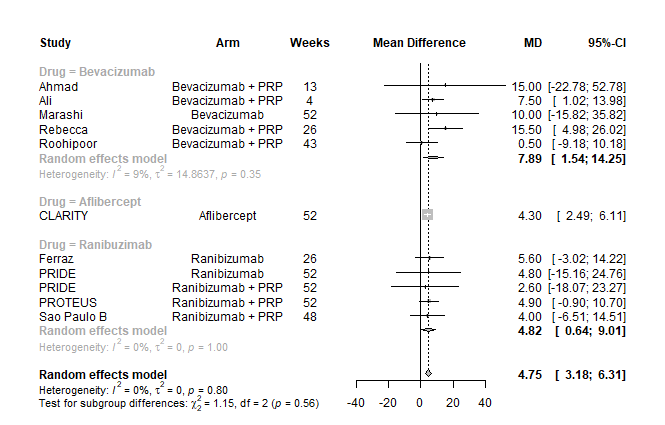 Study Arm Weeks Mean Difference MD 95%-CI
Drug = Bevacizumab
Ahmad Bevacizumab + PRP 13 15.00 [-22.78; 52.78]
Ali Bevacizumab + PRP 4 7.50 [ 1.02; 13.98]
Marashi Bevacizumab 52 10.00 [-15.82; 35.82]
Rebecca Bevacizumab + PRP 26 15.50 [ 4.98; 26.02]
Roohipoor Bevacizumab + PRP 43 0.50 [ -9.18; 10.18]
Random effects model 7.89 [ 1.54; 14.25]
Heterogeneity: I² = 9%, τ² = 14.8637, p = 0.35
Drug = Aflibercept
CLARITY Aflibercept 52 4.30 [ 2.49; 6.11]
Drug = Ranibuzimab
Ferraz Ranibizumab 26 5.60 [ -3.02; 14.22]
PRIDE Ranibizumab 52 4.80 [-15.16; 24.76]
PRIDE Ranibizumab + PRP 52 2.60 [-18.07; 23.27]
PROTEUS Ranibizumab + PRP 52 4.90 [ -0.90; 10.70]
Sao Paulo B Ranibizumab + PRP 48 4.00 [ -6.51; 14.51]
Random effects model 4.82 [ 0.64; 9.01]
Heterogeneity: I² = 0%, τ² = 0, p = 1.00
Random effects model 4.75 [ 3.18; 6.31]
Heterogeneity: I² = 0%, τ² = 0, p = 0.80
Test for subgroup differences: χ²₂ = 1.15, df = 2 (p = 0.56)
-40 -20 0 20 40